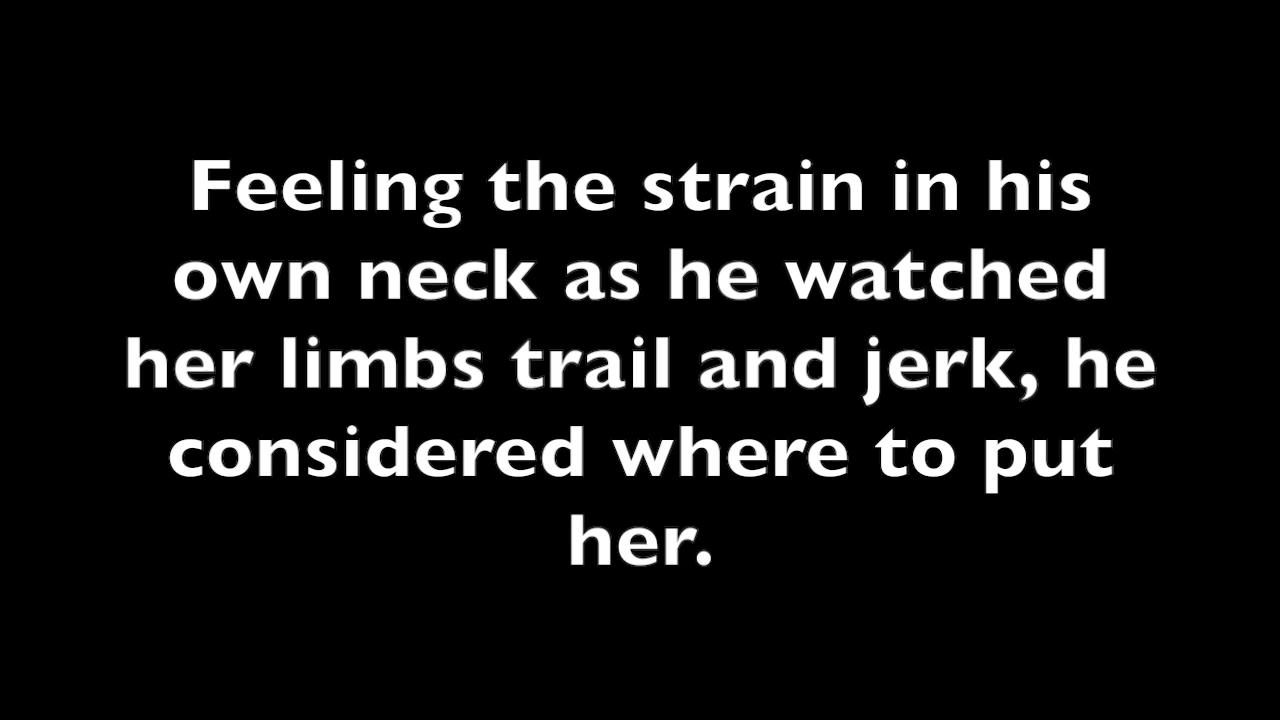 Feeling the strain in his
own neck as he watched
her limbs trail and jerk, he
considered where to put
her.